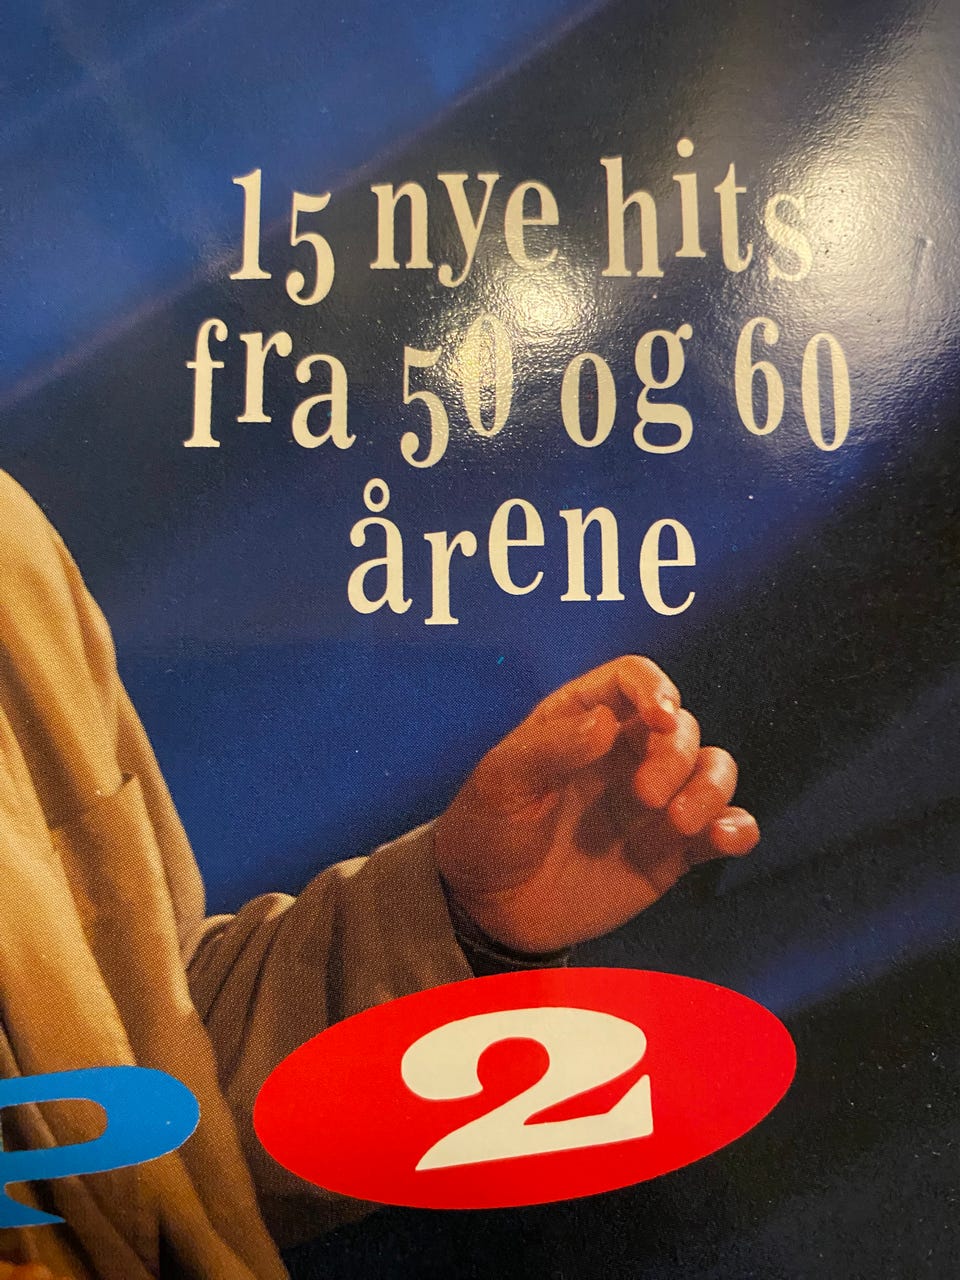 15 nye hits
fra 50 og 60
årene
2